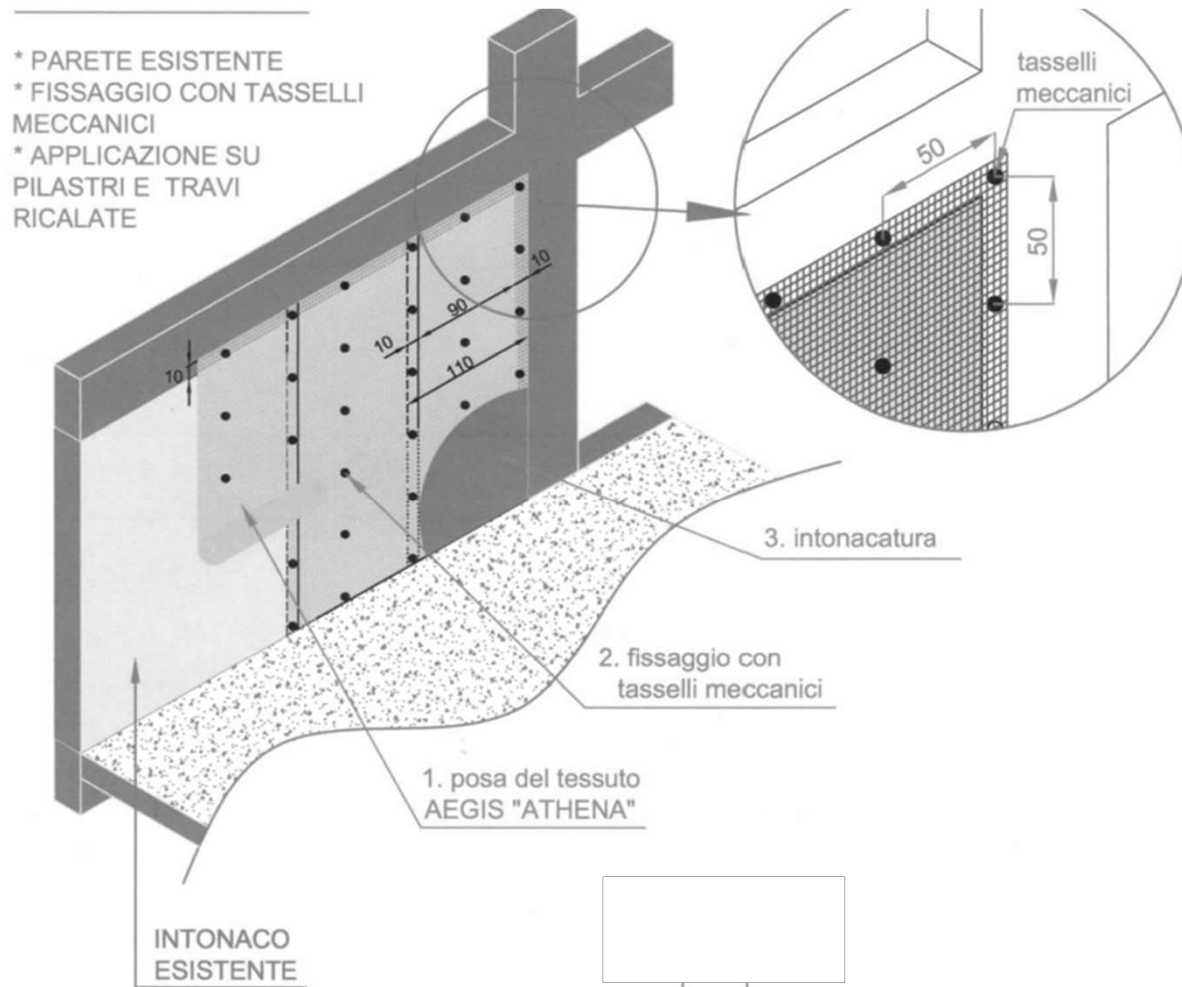 * PARETE ESISTENTE
* FISSAGGIO CON TASSELLI
MECCANICI
* APPLICAZIONE SU
PILASTRI E TRAVI
RICALATE
tasselli
meccanici
50
50
10
90
10
110
10
3. intonacatura
2. fissaggio con
tasselli meccanici
1. posa del tessuto
AEGIS "ATHENA"
INTONACO
ESISTENTE